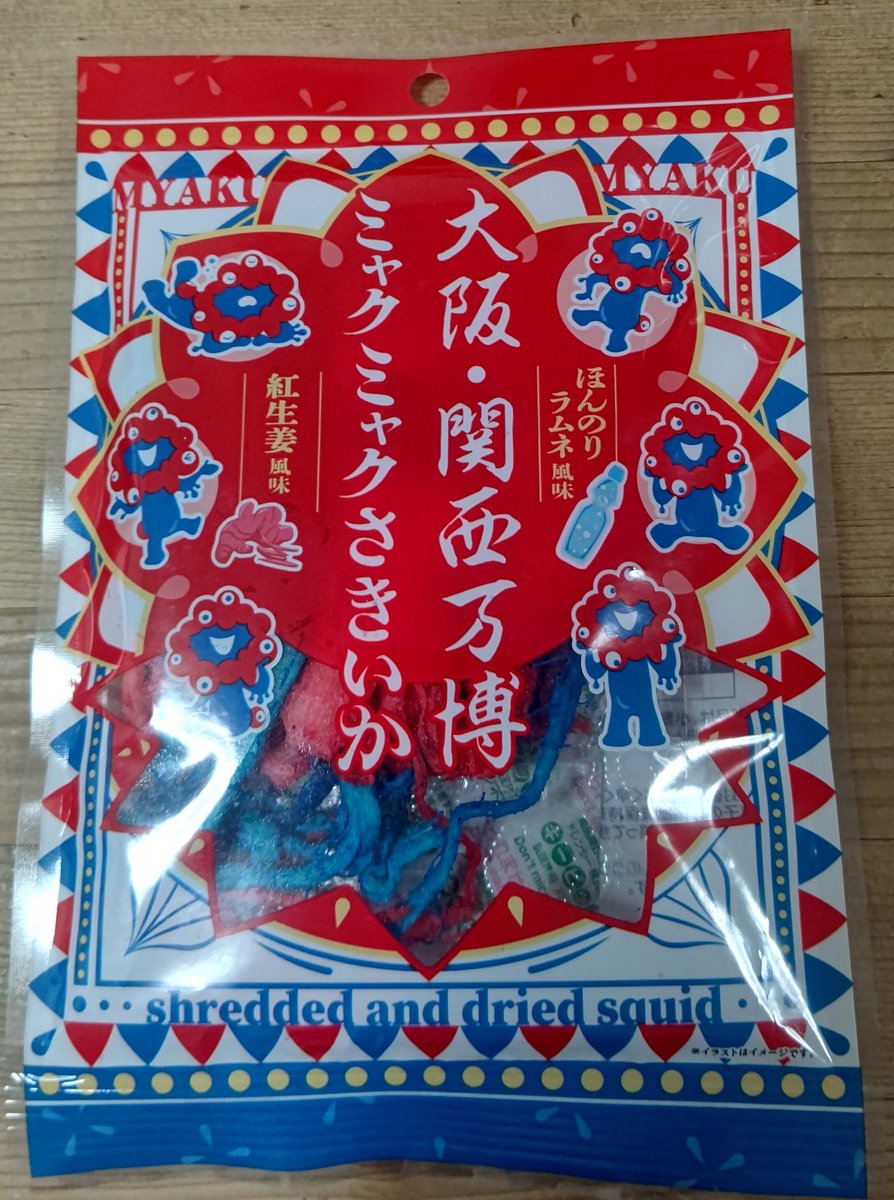 MYAKU
MYAKU
大阪・関西万博
ミャクミャクさきいか
ほんのり
ラムネ風味
紅生姜風味
Don't
shredded and dried squid
※イラストはイメージです。